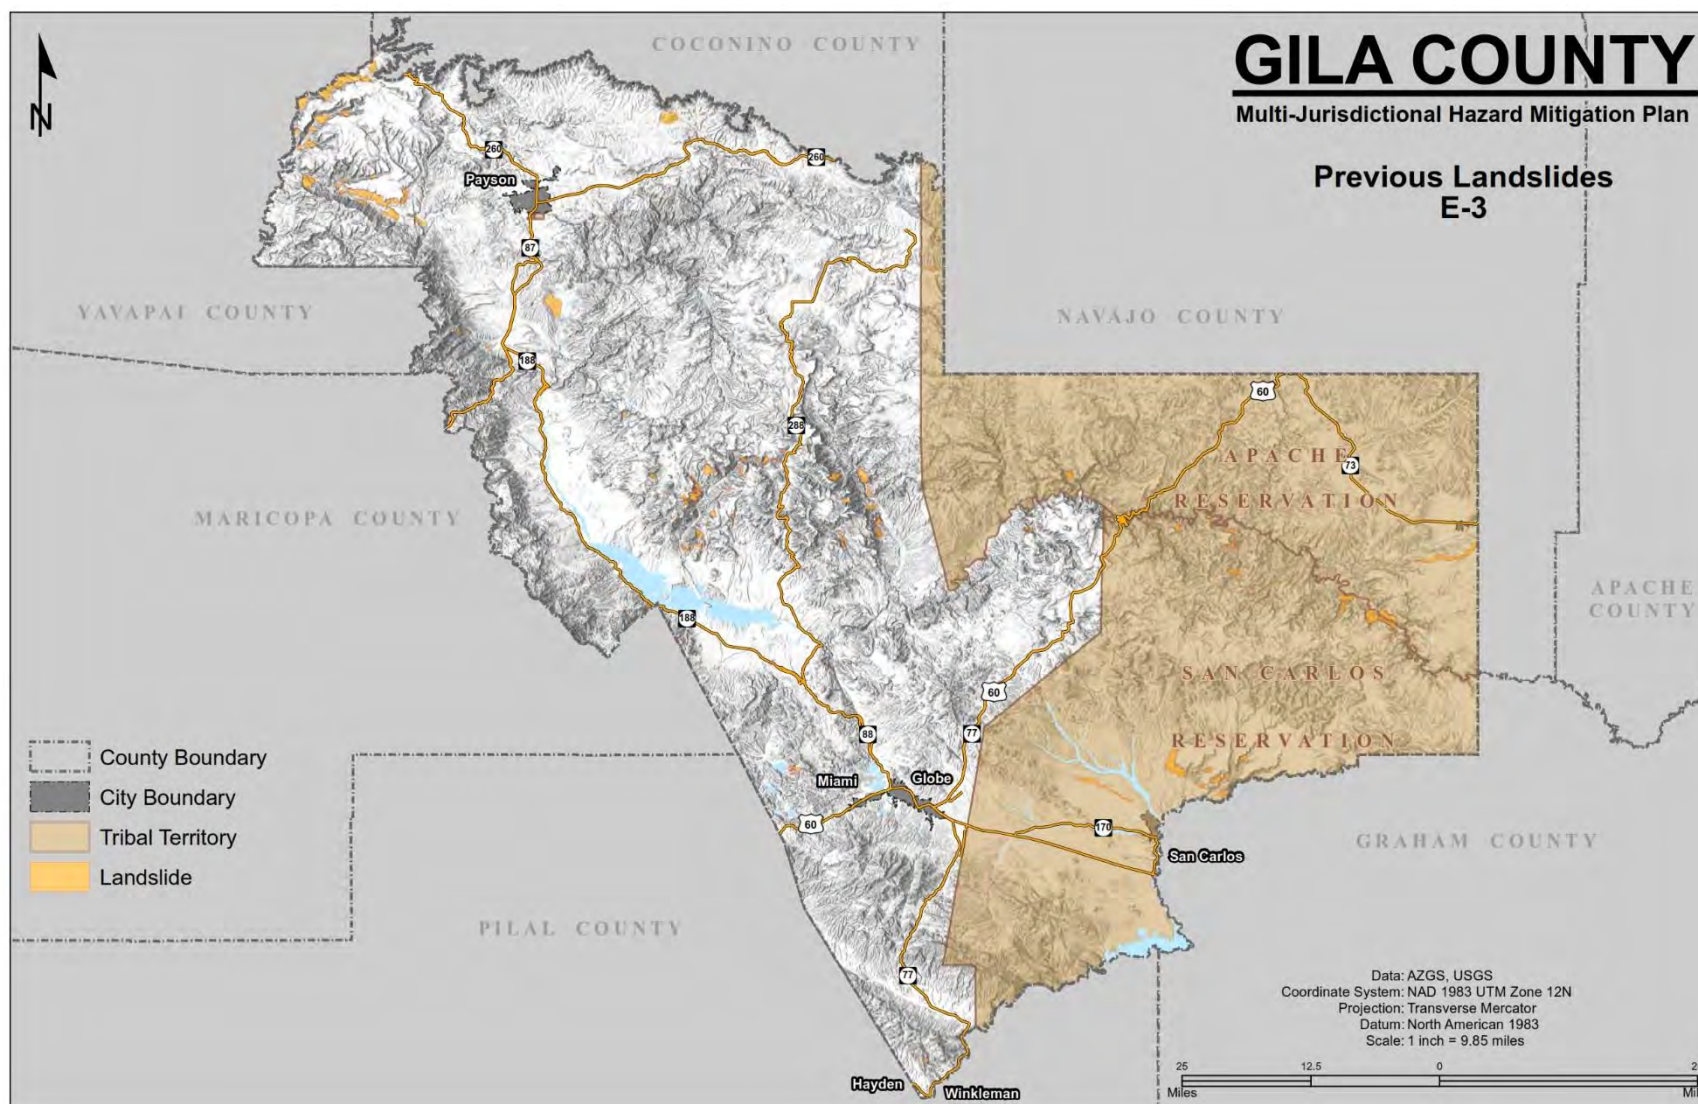 GILA COUNTY
Multi-Jurisdictional Hazard Mitigation Plan
Previous Landslides
E-3
N
COCONINO COUNTY
260
260
Payson
87
YAVAPAI COUNTY
NAVAJO COUNTY
188
60
288
APACHE
73
RESERVATION
MARICOPA COUNTY
APACHE
COUNTY
188
SAN CARLOS
60
88
77
RESERVATION
County Boundary
City Boundary
Tribal Territory
Landslide
Miami
Globe
60
170
San Carlos
GRAHAM COUNTY
PILAL COUNTY
77
Data: AZGS, USGS
Coordinate System: NAD 1983 UTM Zone 12N
Projection: Transverse Mercator
Datum: North American 1983
Scale: 1 inch = 9.85 miles
25 12.5 0
Miles
Hayden
Winkleman